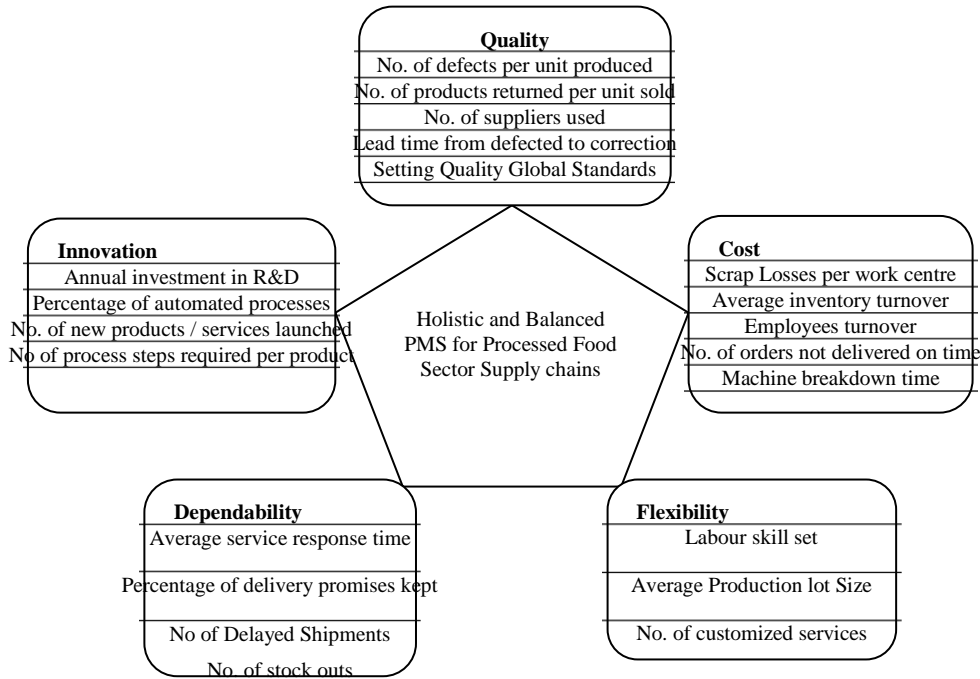 Quality
No. of defects per unit produced
No. of products returned per unit sold
No. of suppliers used
Lead time from defected to correction
Setting Quality Global Standards
Innovation
Annual investment in R&D
Percentage of automated processes
No. of new products / services launched
No of process steps required per product
Cost
Scrap Losses per work centre
Average inventory turnover
Employees turnover
No. of orders not delivered on time
Machine breakdown time
Holistic and Balanced
PMS for Processed Food
Sector Supply chains
Dependability
Average service response time
Percentage of delivery promises kept
No of Delayed Shipments
No. of stock outs
Flexibility
Labour skill set
Average Production lot Size
No. of customized services